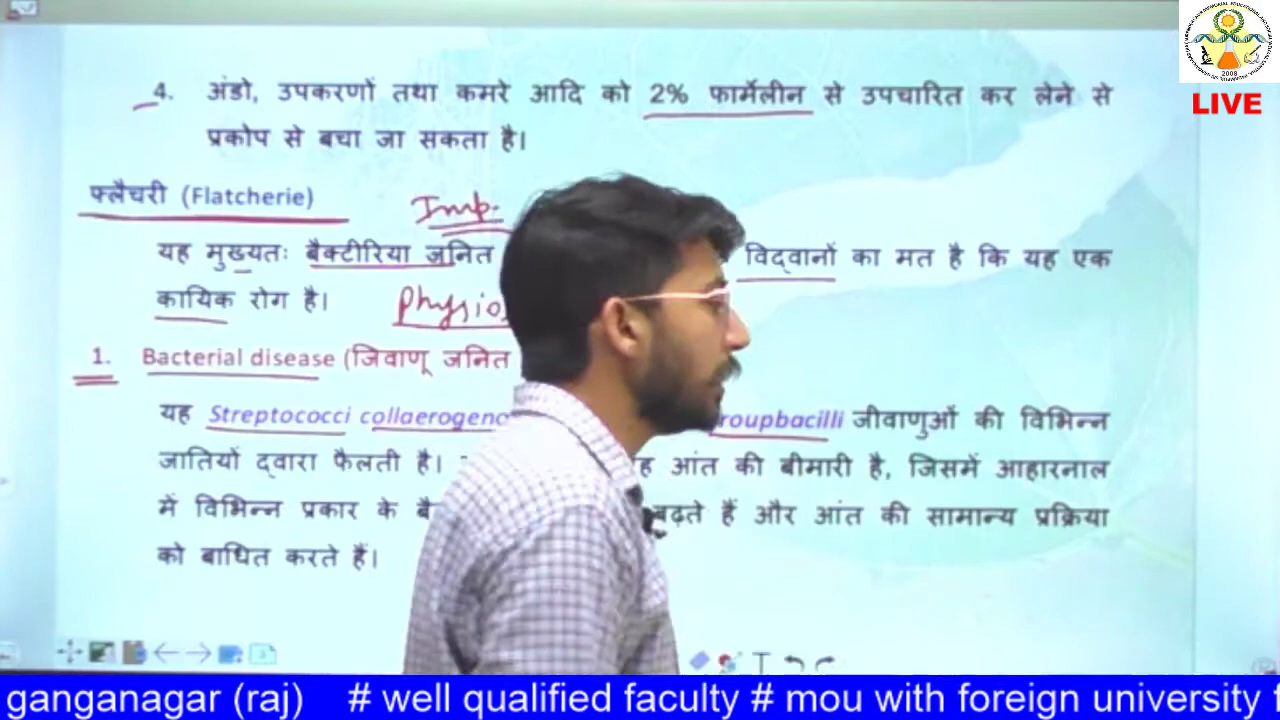 4. अंडो, उपकरणों तथा कमरे आदि को 2% फार्मेलीन से उपचारित कर लेने से
प्रकोप से बचा जा सकता है।
LIVE
फ्लैचरी (Flatcherie)
Imp.
यह मुख्यतः बैक्टीरिया जनित विद्वानों का मत है कि यह एक
कायिक रोग है।
Physio
1. Bacterial disease (जिवाणू जनित
यह Streptococci collaerogeno roupbacilli जीवाणुओं की विभिन्न
जातियों द्वारा फैलती है। ह आंत की बीमारी है, जिसमें आहारनाल
में विभिन्न प्रकार के बै बढ़ते हैं और आंत की सामान्य प्रक्रिया
को बाधित करते हैं।
ganganagar (raj) # well qualified faculty # mou with foreign university